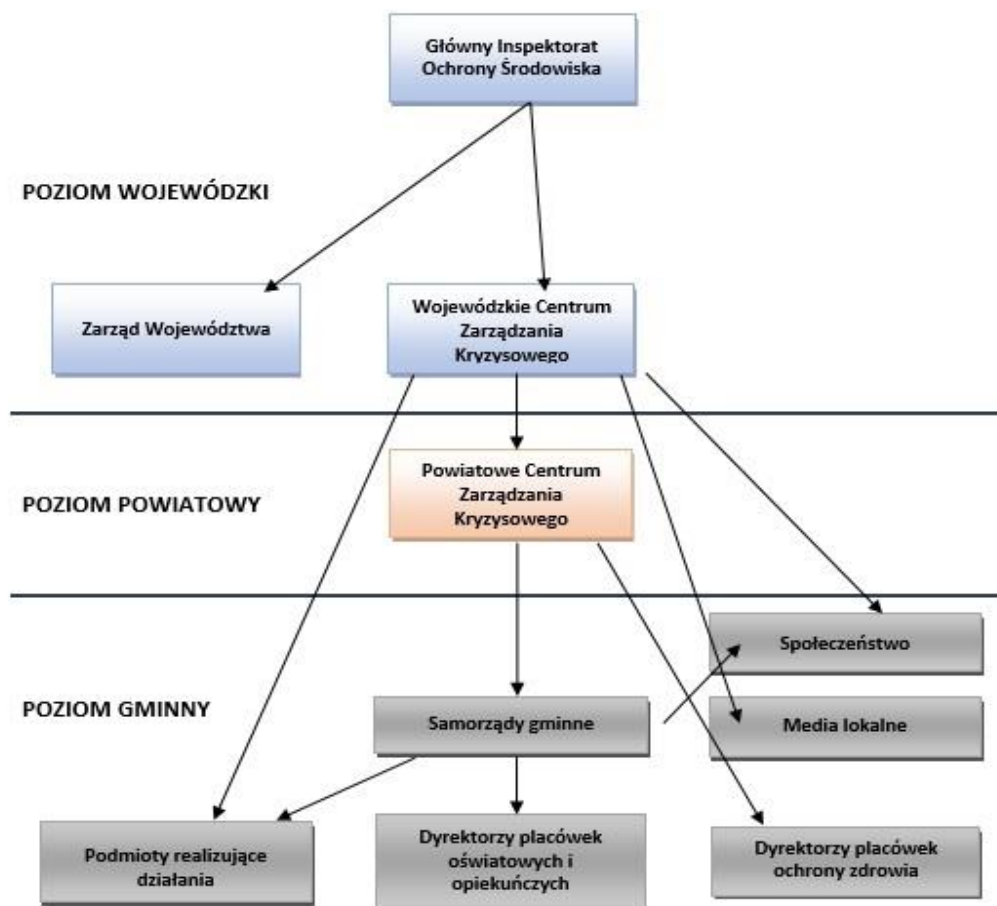 Główny Inspektorat
Ochrony Środowiska
POZIOM WOJEWÓDZKI
Zarząd Województwa
Wojewódzkie Centrum
Zarządzania
Kryzysowego
POZIOM POWIATOWY
Powiatowe Centrum
Zarządzania
Kryzysowego
Społeczeństwo
POZIOM GMINNY
Samorządy gminne
Media lokalne
Podmioty realizujące
działania
Dyrektorzy placówek
oświatowych i
opiekuńczych
Dyrektorzy placówek
ochrony zdrowia